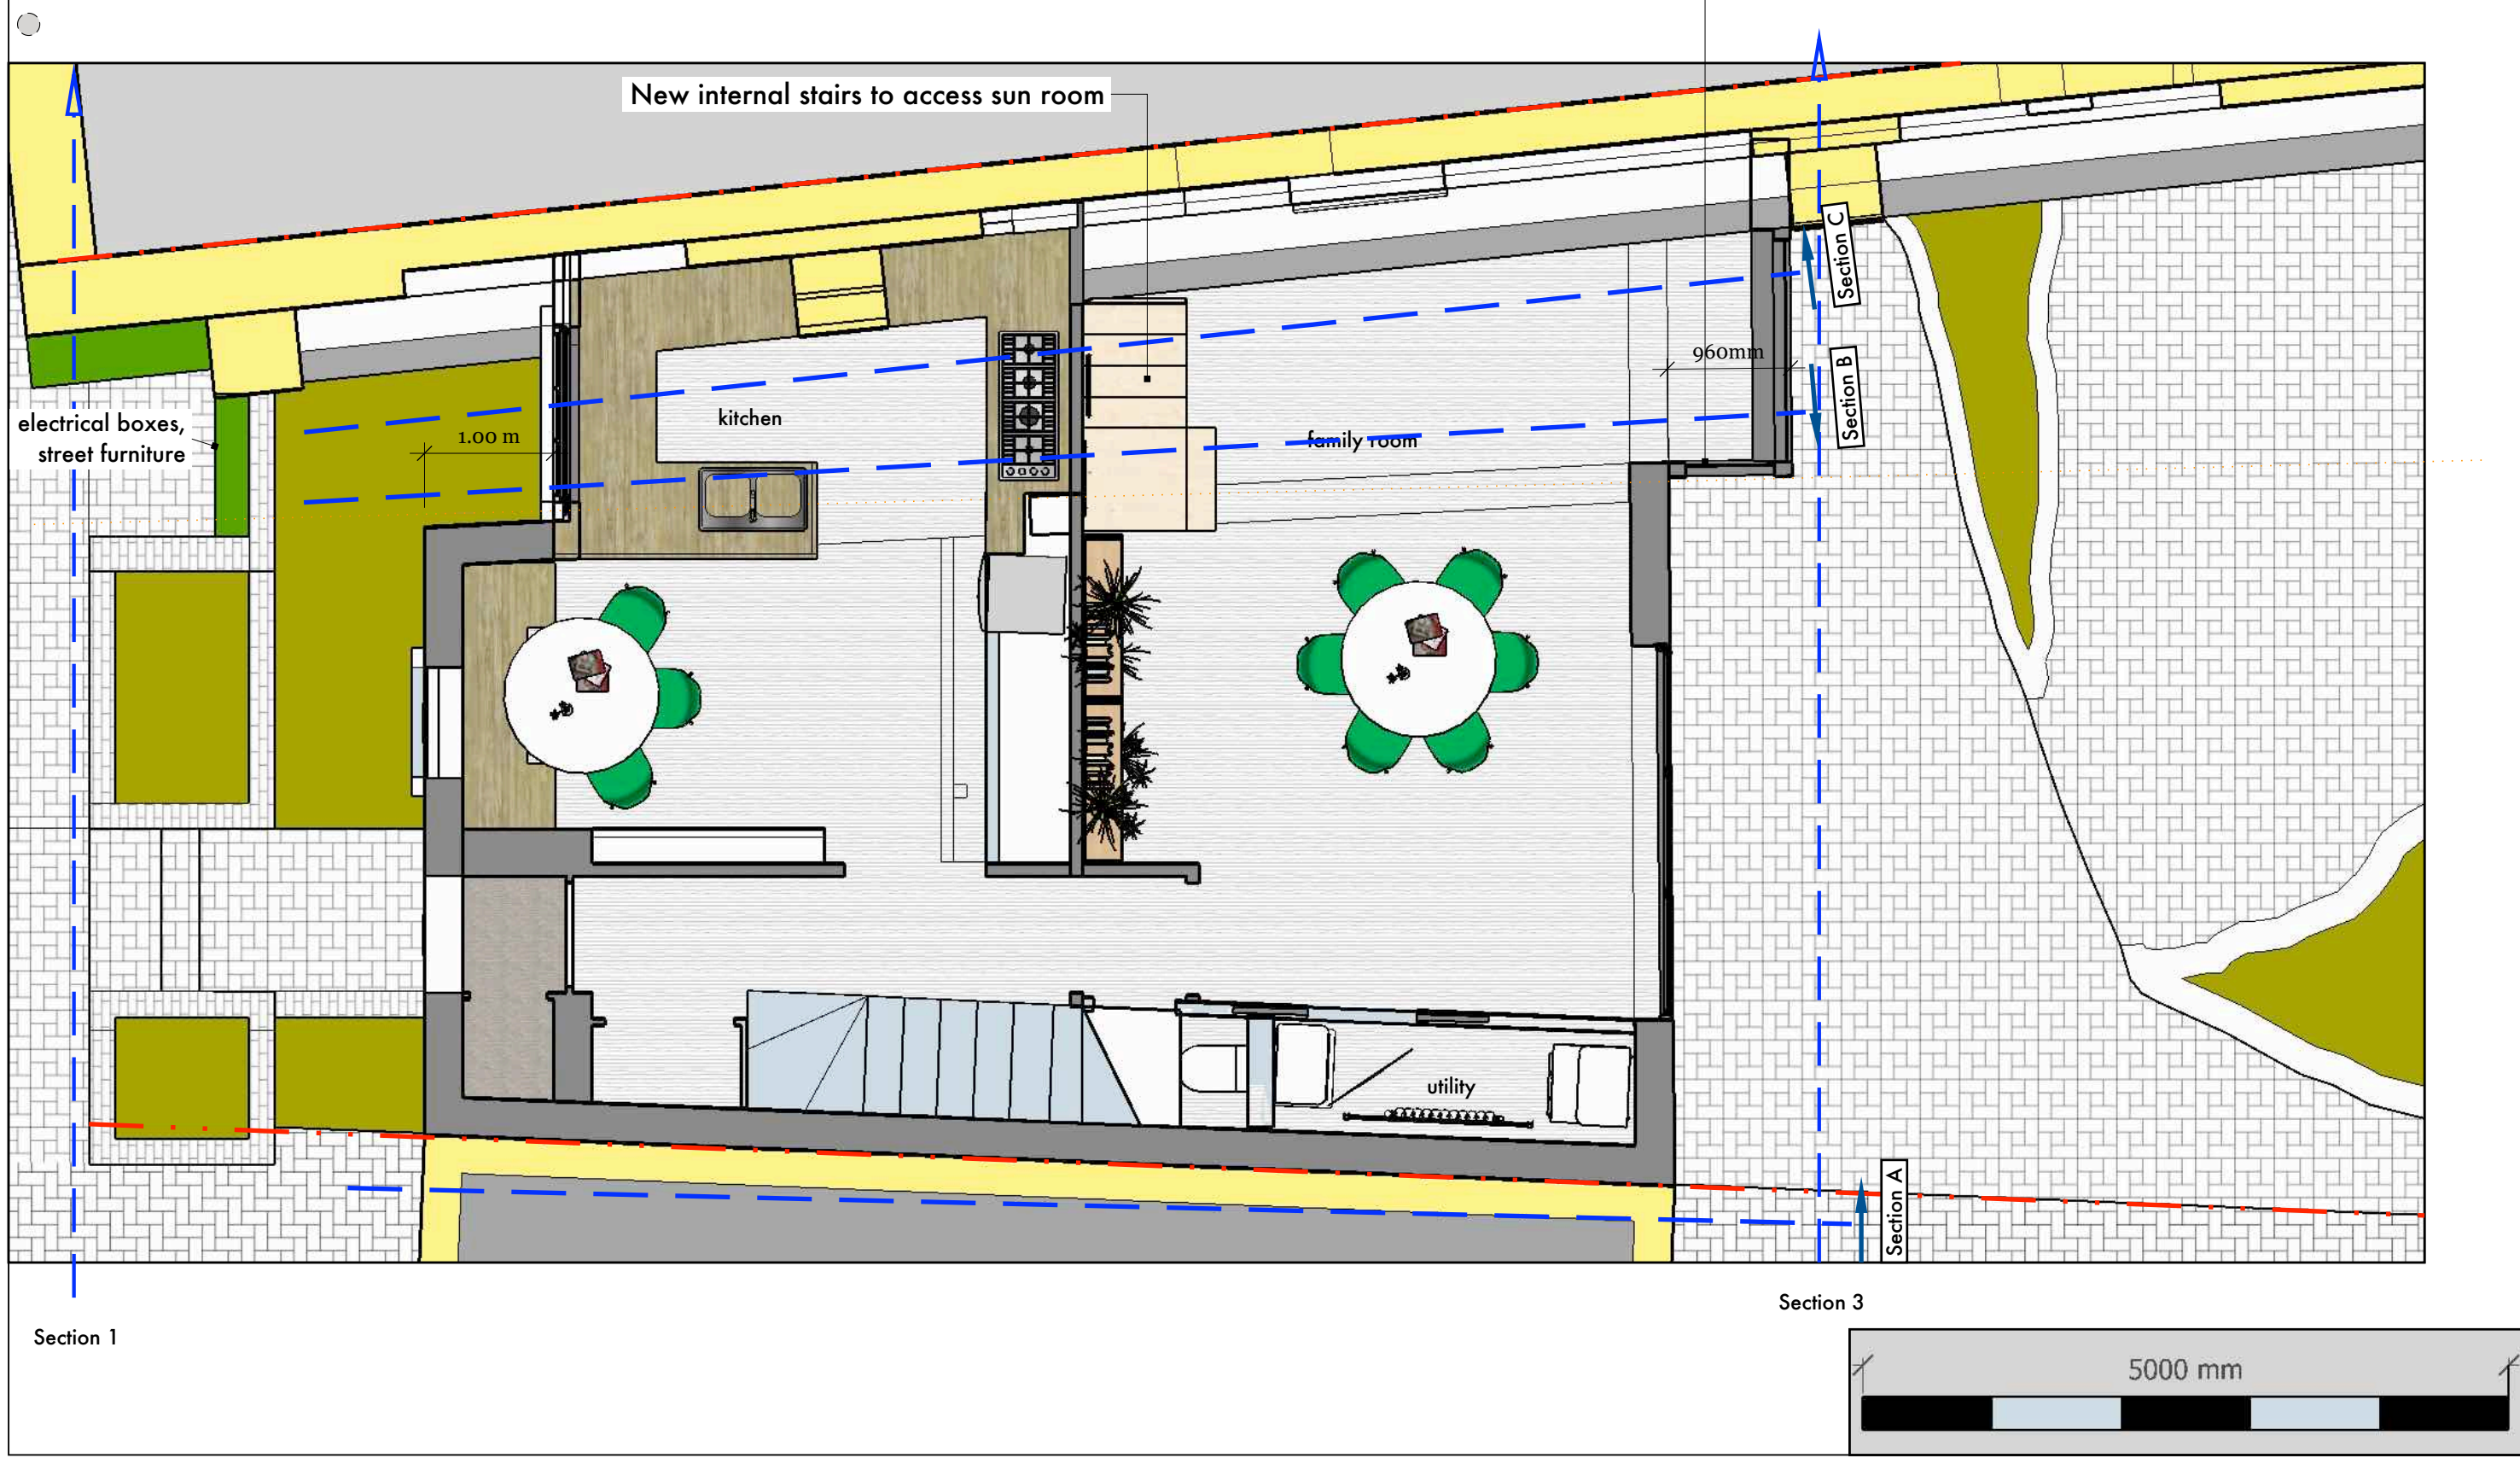 New internal stairs to access sun room
Section C
960mm
Section B
electrical boxes,
street furniture
1.00 m
kitchen
family room
utility
Section A
Section 3
Section 1
5000 mm